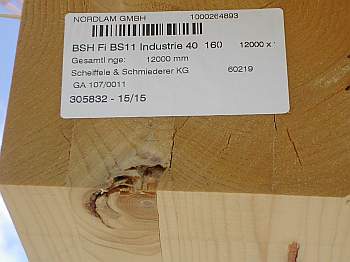 NORDLAM GMBH 1000264893
BSH Fi BS11 Industrie 40 160 12000 x
Gesamtl nge: 12000 mm
Scheiffele & Schmiederer KG 60219
GA 107/0011
305832 - 15/15